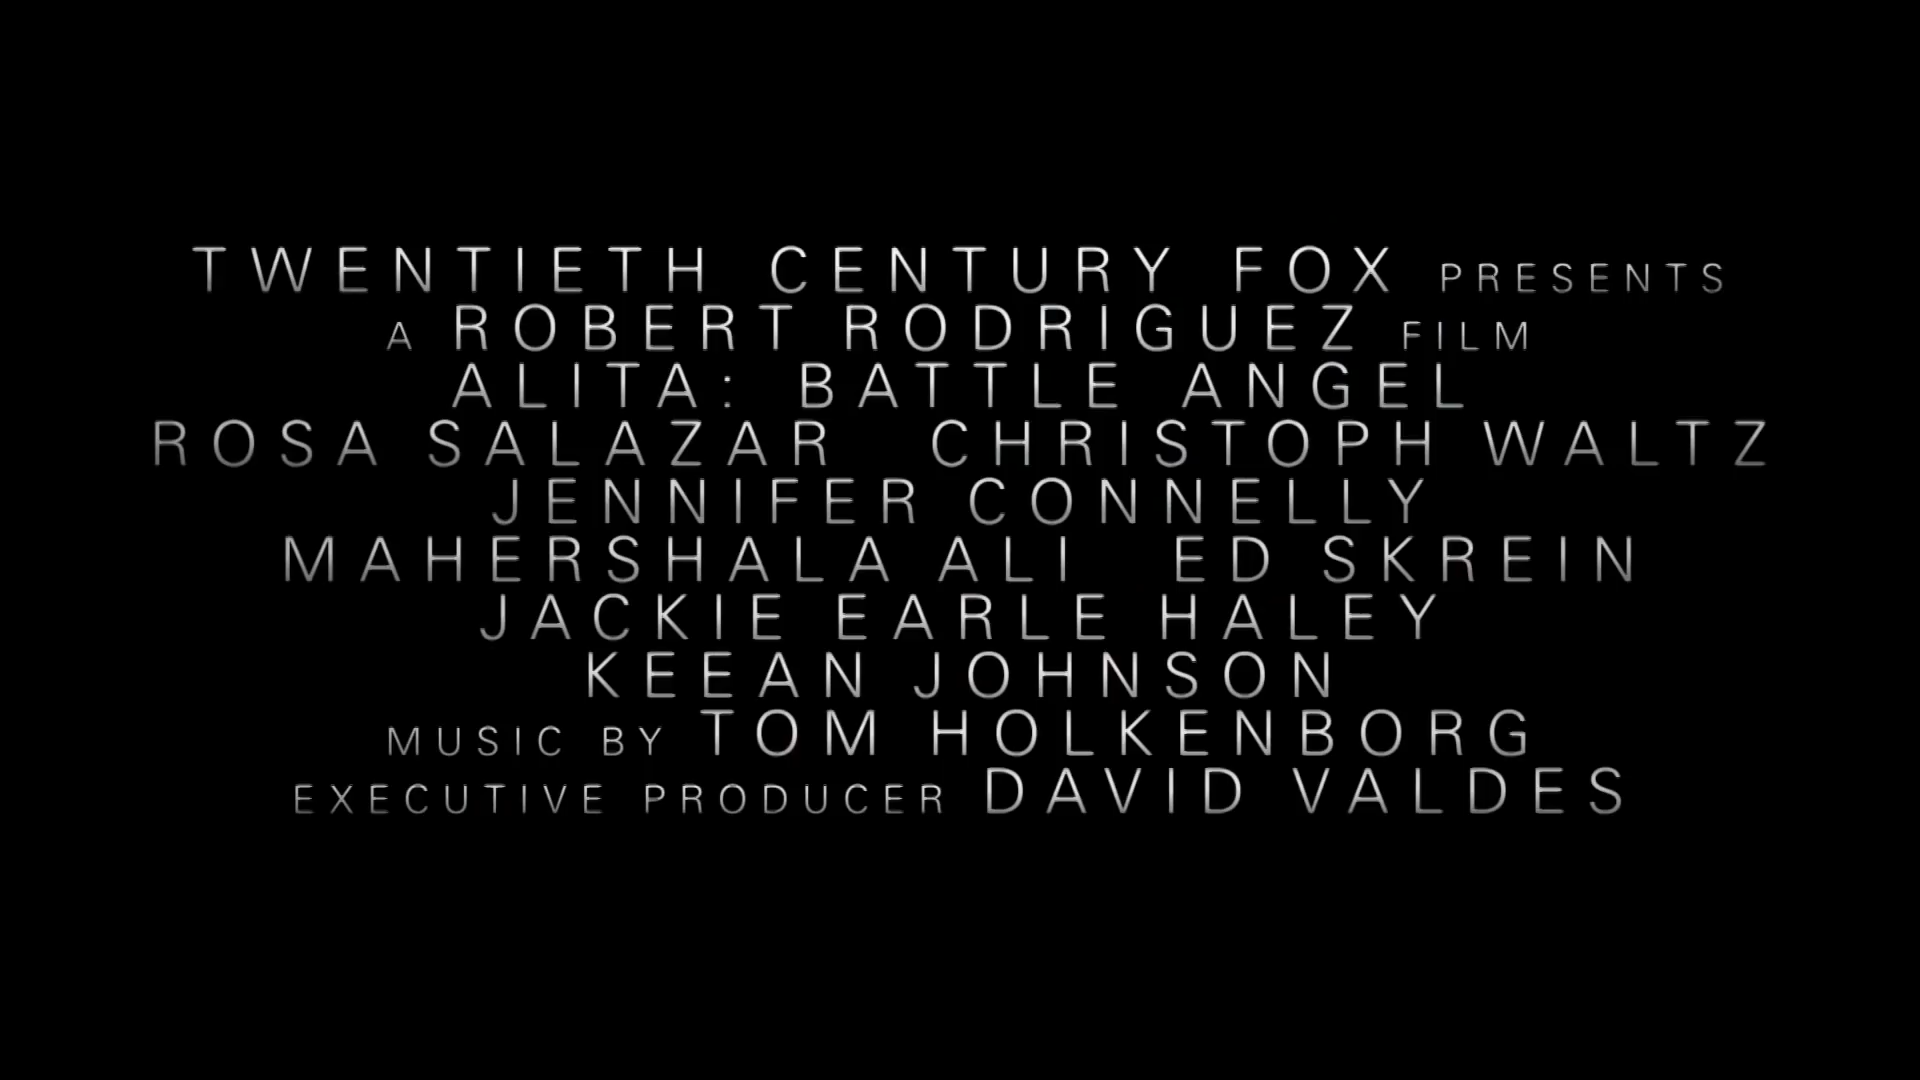 TWENTIETH CENTURY FOX PRESENTS
A ROBERT RODRIGUEZ FILM
ALITA: BATTLE ANGEL
ROSA SALAZAR CHRISTOPH WALTZ
JENNIFER CONNELLY
MAHERSHALA ALI ED SKREIN
JACKIE EARLE HALEY
KEEAN JOHNSON
MUSIC BY TOM HOLKENBORG
EXECUTIVE PRODUCER DAVID VALDES